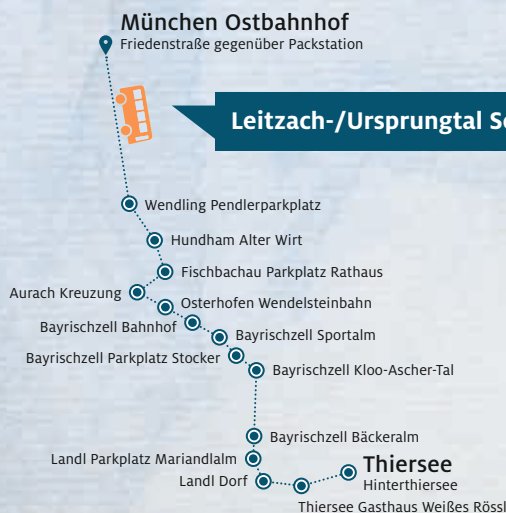 München Ostbahnhof
Friedenstraße gegenüber Packstation
Leitzach-/Ursprungtal
Wendling Pendlerparkplatz
Hundham Alter Wirt
Fischbachau Parkplatz Rathaus
Aurach Kreuzung
Osterhofen Wendelsteinbahn
Bayrischzell Bahnhof
Bayrischzell Sportalm
Bayrischzell Parkplatz Stocker
Bayrischzell Kloo-Ascher-Tal
Bayrischzell Bäckeralm
Landl Parkplatz Mariandlalm
Thiersee
Hinterthiersee
Landl Dorf
Thiersee Gasthaus Weißes Rössl